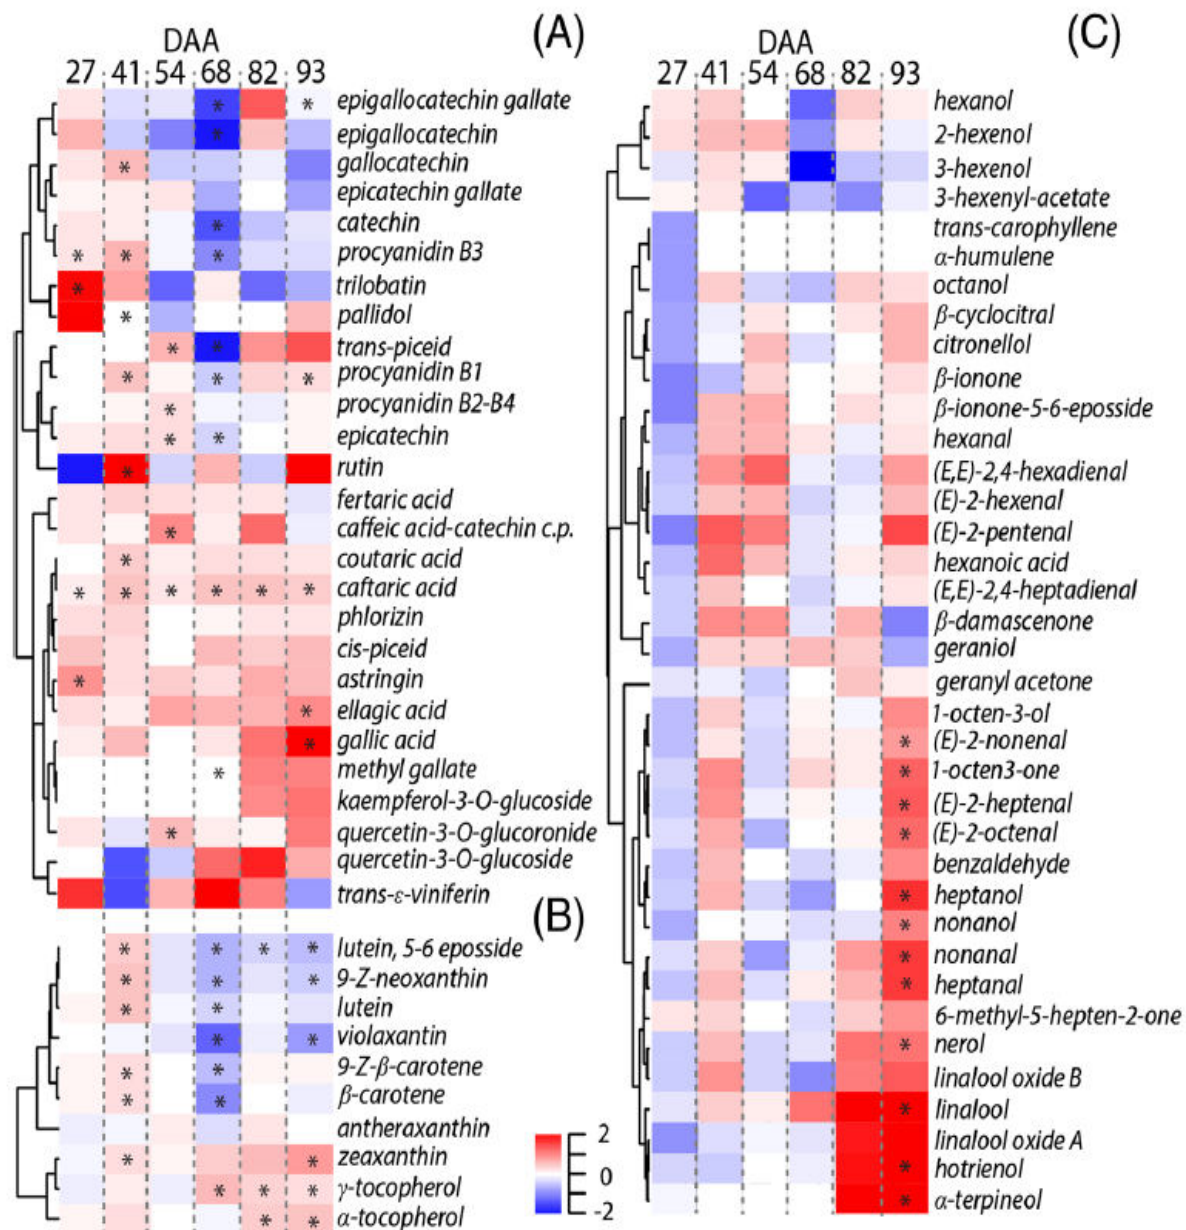 (A)
DAA
27 41 54 68 82 93
* * epigallocatechin gallate
* epigallocatechin
* gallocatechin
epicatechin gallate
* catechin
* * * procyanidin B3
* trilobatin
* pallidol
* * trans-piceid
* * * procyanidin B1
* procyanidin B2-B4
* * epicatechin
* rutin
fertaric acid
* caffeic acid-catechin c.p.
* coutaric acid
* * * * * * caftaric acid
phlorizin
cis-piceid
* astringin
* ellagic acid
* gallic acid
* methyl gallate
kaempferol-3-O-glucoside
* quercetin-3-O-glucoronide
quercetin-3-O-glucoside
trans-ε-viniferin
(B)
* * * * lutein, 5-6 eposside
* * * 9-Z-neoxanthin
* * lutein
* * violaxantin
* * 9-Z-β-carotene
* * β-carotene
antheraxanthin
* * zeaxanthin
* * * γ-tocopherol
* * α-tocopherol
2
0
-2
(C)
DAA
27 41 54 68 82 93
hexanol
2-hexenol
3-hexenol
3-hexenyl-acetate
trans-carophyllene
α-humulene
octanol
β-cyclocitral
citronellol
β-ionone
β-ionone-5-6-eposside
hexanal
(E,E)-2,4-hexadienal
(E)-2-hexenal
(E)-2-pentenal
hexanoic acid
(E,E)-2,4-heptadienal
β-damascenone
geraniol
geranyl acetone
1-octen-3-ol
* (E)-2-nonenal
* 1-octen3-one
* (E)-2-heptenal
* (E)-2-octenal
benzaldehyde
* heptanol
* nonanol
* nonanal
* heptanal
6-methyl-5-hepten-2-one
* nerol
linalool oxide B
* linalool
linalool oxide A
* hotrienol
* α-terpineol